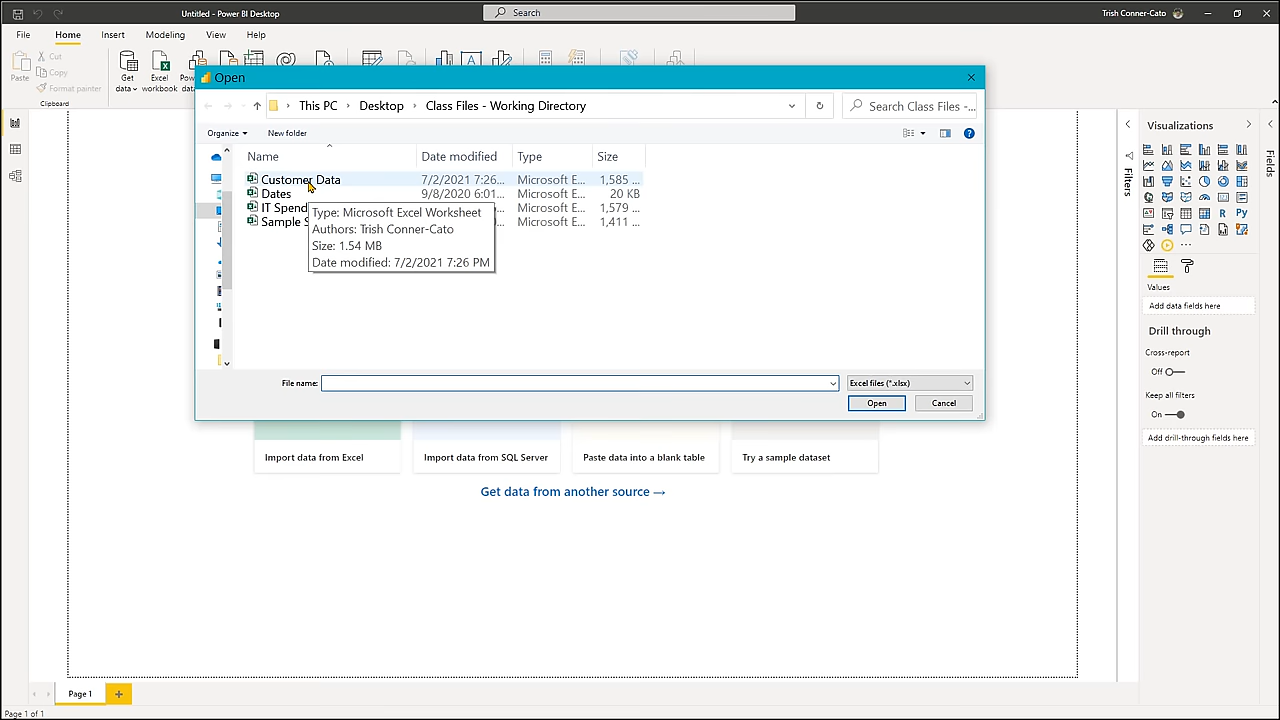 Untitled - Power BI Desktop
Search
Trish Conner-Cato
File
Home
Insert
Modeling
View
Help
Paste
Cut
Copy
Format painter
Clipboard
Get data
Excel workbook
Open
This PC > Desktop > Class Files - Working Directory
Search Class Files -...
Organize
New folder
Name
Date modified
Type
Size
Customer Data 7/2/2021 7:26... Microsoft E... 1,585 ...
Dates 9/8/2020 6:01... Microsoft E... 20 KB
IT Spend ... Microsoft E... 1,579 ...
Sample S ... Microsoft E... 1,411 ...
Type: Microsoft Excel Worksheet
Authors: Trish Conner-Cato
Size: 1.54 MB
Date modified: 7/2/2021 7:26 PM
File name:
Excel files (*.xlsx)
Open
Cancel
Import data from Excel
Import data from SQL Server
Paste data into a blank table
Try a sample dataset
Get data from another source →
Filters
Visualizations
Fields
R
Py
Values
Add data fields here
Drill through
Cross-report
Off
Keep all filters
On
Add drill-through fields here
Page 1
Page 1 of 1